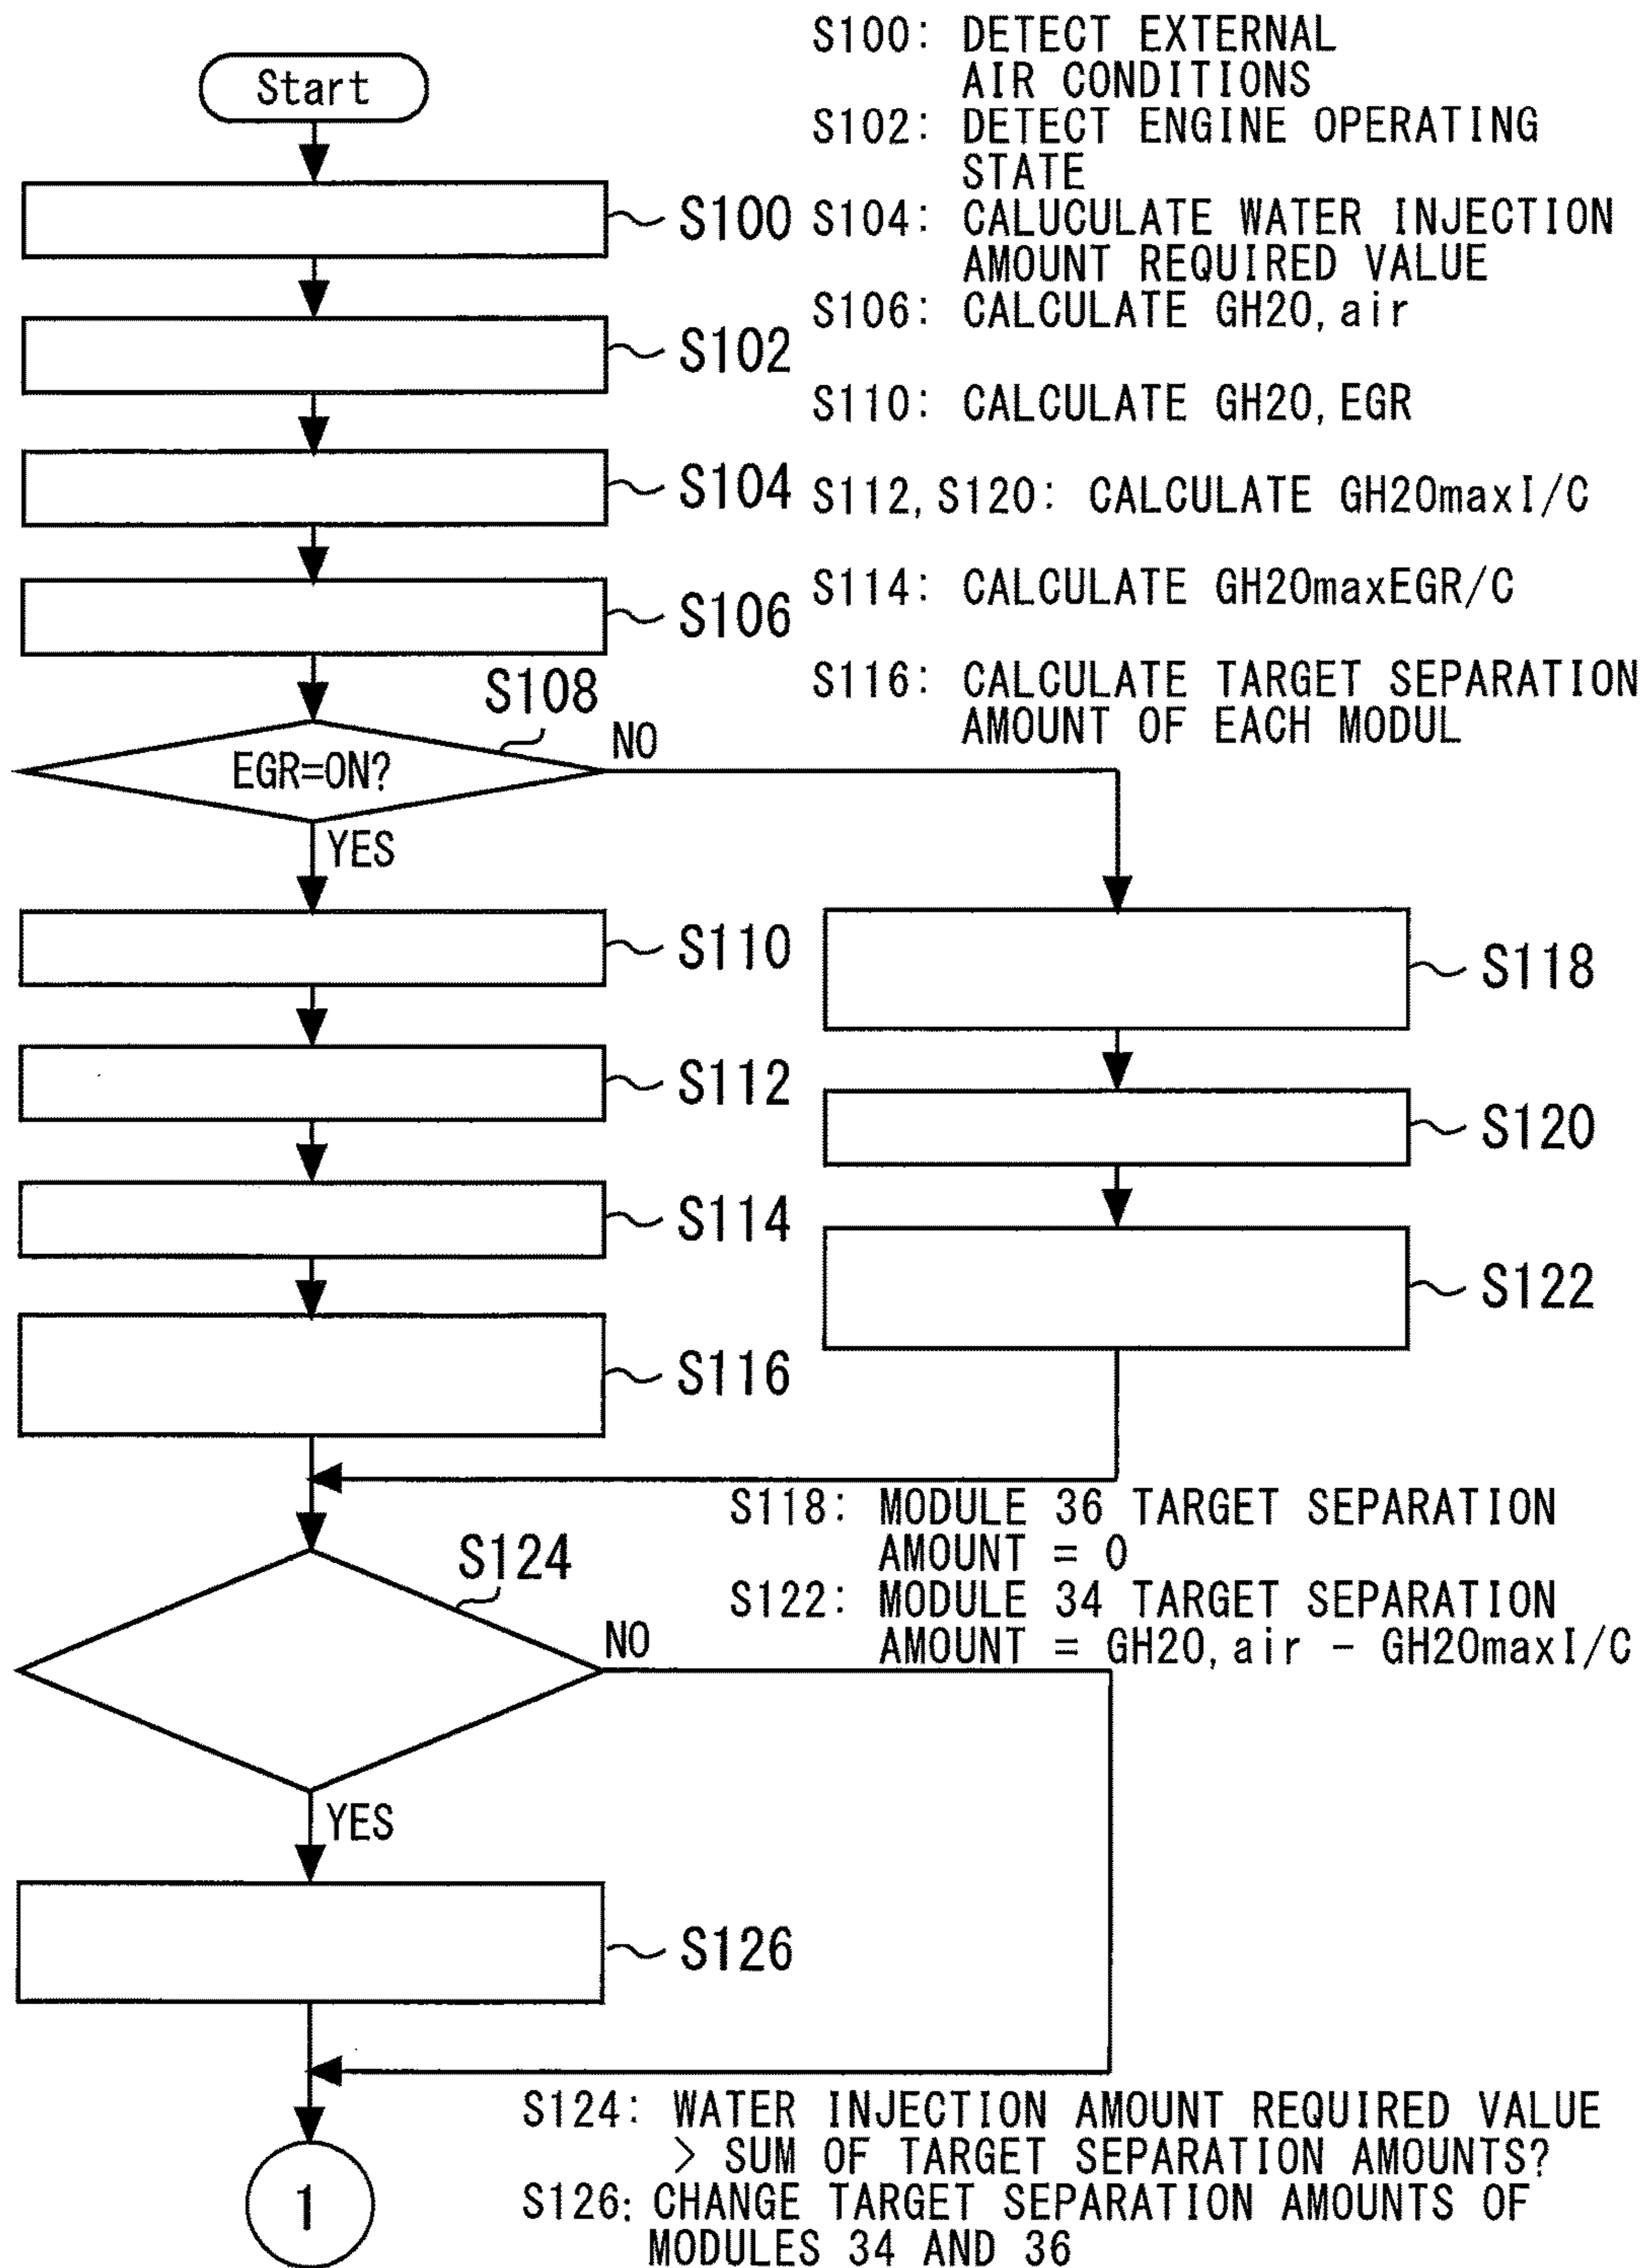 Start
S100: DETECT EXTERNAL
AIR CONDITIONS
S102: DETECT ENGINE OPERATING
STATE
S104: CALUCULATE WATER INJECTION
AMOUNT REQUIRED VALUE
S106: CALCULATE GH20,air
S110: CALCULATE GH20,EGR
S112,S120: CALCULATE GH20maxI/C
S114: CALCULATE GH20maxEGR/C
S116: CALCULATE TARGET SEPARATION
AMOUNT OF EACH MODUL
S100
S102
S104
S106
S108
EGR=ON?
NO
YES
S110
S112
S114
S116
S118
S120
S122
S118: MODULE 36 TARGET SEPARATION
AMOUNT = 0
S122: MODULE 34 TARGET SEPARATION
AMOUNT = GH20,air - GH20maxI/C
S124
NO
YES
S126
S124: WATER INJECTION AMOUNT REQUIRED VALUE
> SUM OF TARGET SEPARATION AMOUNTS?
S126: CHANGE TARGET SEPARATION AMOUNTS OF
MODULES 34 AND 36
1